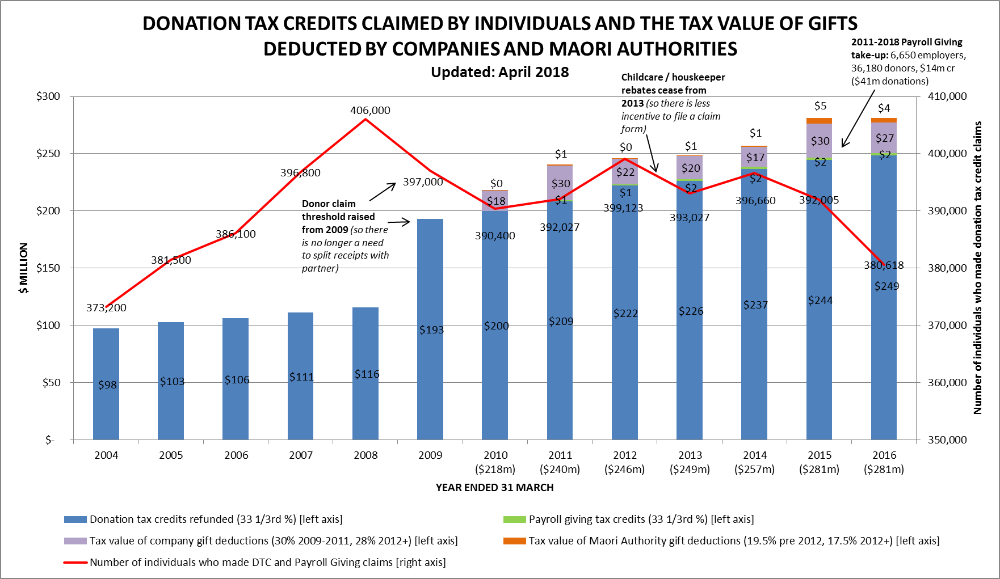 DONATION TAX CREDITS CLAIMED BY INDIVIDUALS AND THE TAX VALUE OF GIFTS
DEDUCTED BY COMPANIES AND MAORI AUTHORITIES
Updated: April 2018
2011-2018 Payroll Giving
take-up: 6,650 employers,
36,180 donors, $14m cr
($41m donations)
Childcare / houskeeper
rebates cease from
2013 (so there is less
incentive to file a claim
form)
Donor claim
threshold raised
from 2009 (so there
is no longer a need
to split receipts with
partner)
$ MILLION
$300
$250
$200
$150
$100
$50
$-
410,000
400,000
390,000
380,000
370,000
360,000
350,000
Number of individuals who made donation tax credit claims
373,200
381,500
386,100
396,800
406,000
397,000
390,400
392,027
399,123
393,027
396,660
392,005
380,618
$98
$103
$106
$111
$116
$193
$200
$209
$222
$226
$237
$244
$249
$1
$1
$2
$2
$2
$2
$18
$30
$22
$20
$17
$30
$27
$0
$1
$0
$1
$1
$5
$4
2004
2005
2006
2007
2008
2009
2010
($218m)
2011
($240m)
2012
($246m)
2013
($249m)
2014
($257m)
2015
($281m)
2016
($281m)
YEAR ENDED 31 MARCH
Donation tax credits refunded (33 1/3rd %) [left axis]
Payroll giving tax credits (33 1/3rd %) [left axis]
Tax value of company gift deductions (30% 2009-2011, 28% 2012+) [left axis]
Tax value of Maori Authority gift deductions (19.5% pre 2012, 17.5% 2012+) [left axis]
Number of individuals who made DTC and Payroll Giving claims [right axis]